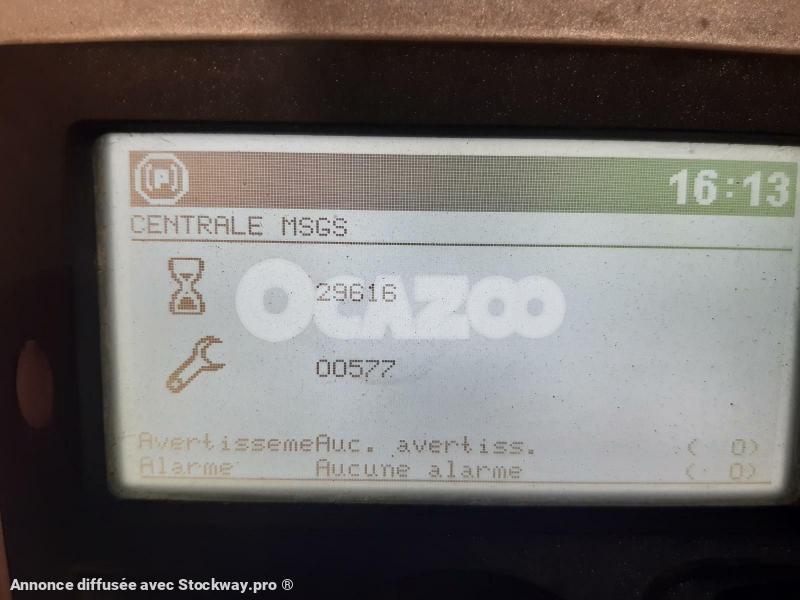 (P)
16:13
CENTRALE MSGS
29616
OCAZOO
00577
AvertissemeAuc. avertiss. ( 0)
Alarme Aucune alarme ( 0)
Annonce diffusée avec Stockway.pro ®